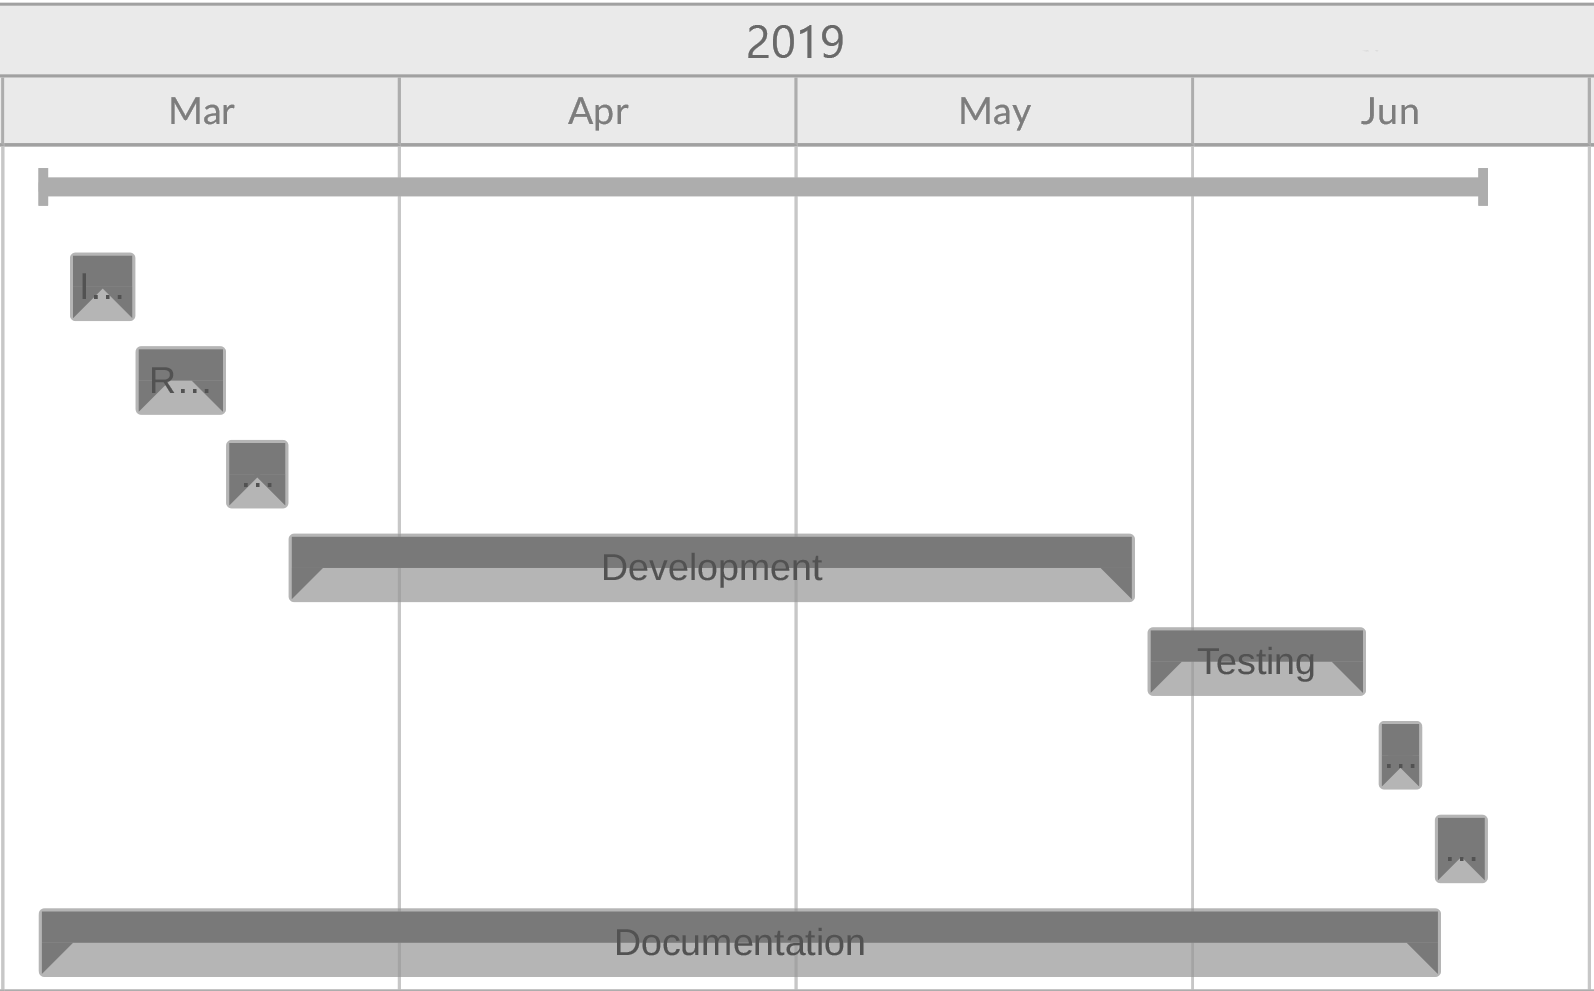 2019
Mar Apr May Jun
I...
R...
...
Development
Testing
...
...
Documentation